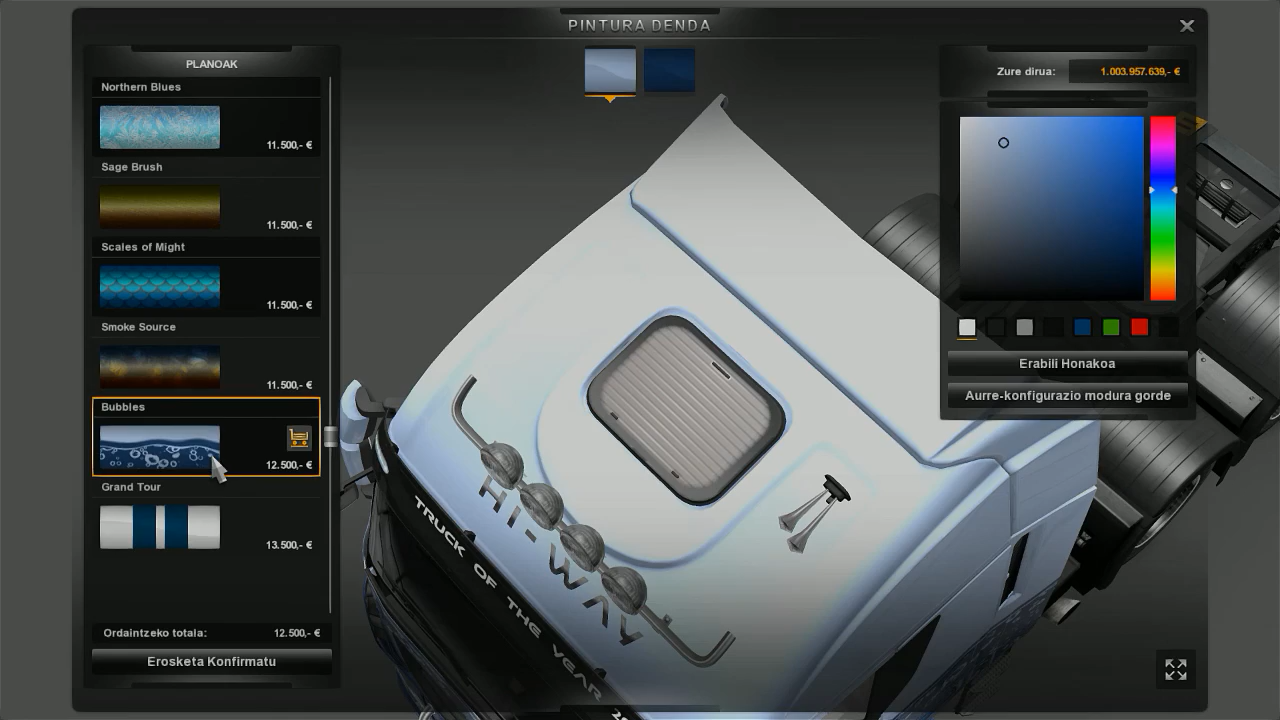 PINTURA DENDA
PLANOAK
Northern Blues
11.500,- €
Sage Brush
11.500,- €
Scales of Might
11.500,- €
Smoke Source
11.500,- €
Bubbles
12.500,- €
Grand Tour
13.500,- €
Ordaintzeko totala: 12.500,- €
Erosketa Konfirmatu
Zure dirua: 1.003.957.639,- €
Erabili Honakoa
Aurre-konfigurazio modura gorde
HI-WAY
TRUCK OF THE YEAR